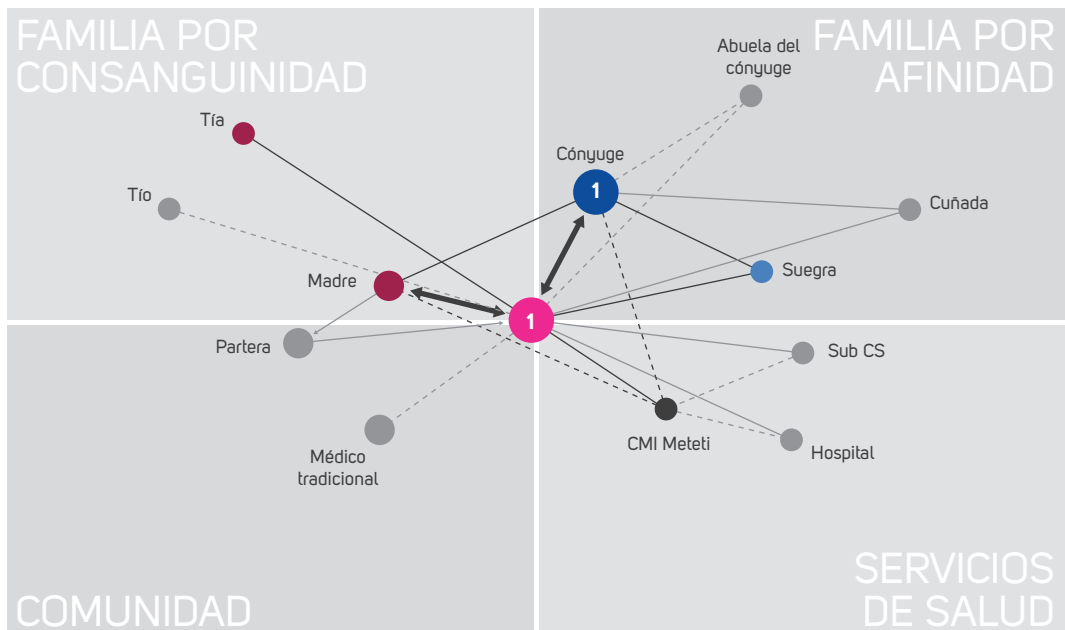 FAMILIA POR
CONSANGUINIDAD
FAMILIA POR
AFINIDAD
Abuela del
cónyuge
Tía
Cónyuge
1
Tío
Cuñada
Madre
Suegra
1
Partera
Sub CS
Médico
tradicional
CMI Meteti
Hospital
COMUNIDAD
SERVICIOS
DE SALUD